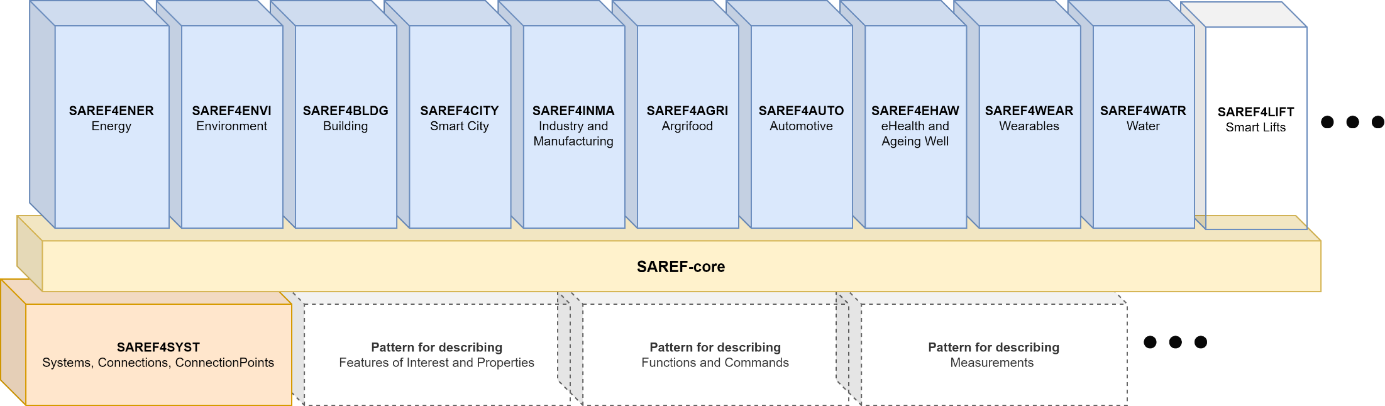 SAREF4ENER
Energy
SAREF4ENVI
Environment
SAREF4BLDG
Building
SAREF4CITY
Smart City
SAREF4INMA
Industry and
Manufacturing
SAREF4AGRI
Argrifood
SAREF4AUTO
Automotive
SAREF4EHAW
eHealth and
Ageing Well
SAREF4WEAR
Wearables
SAREF4WATR
Water
SAREF4LIFT
Smart Lifts
SAREF-core
SAREF4SYST
Systems, Connections, ConnectionPoints
Pattern for describing
Features of Interest and Properties
Pattern for describing
Functions and Commands
Pattern for describing
Measurements